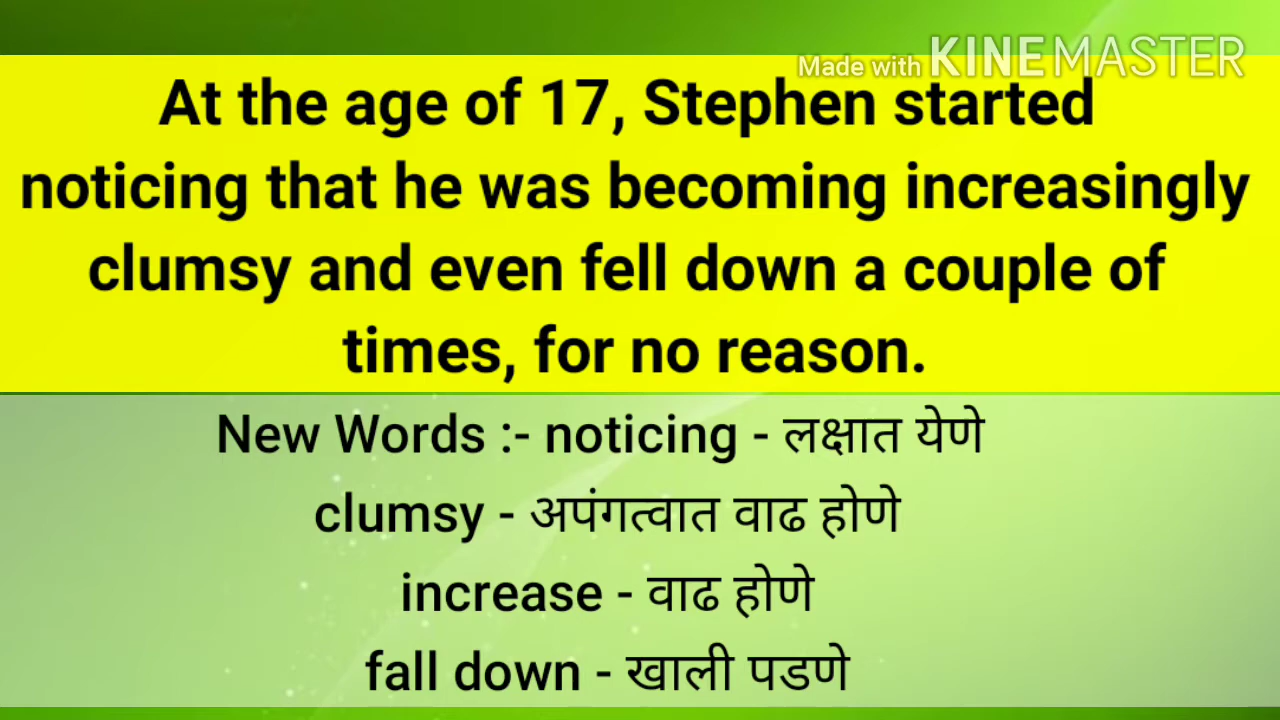 Made with KINEMASTER
At the age of 17, Stephen started
noticing that he was becoming increasingly
clumsy and even fell down a couple of
times, for no reason.
New Words :- noticing - लक्षात येणे
clumsy - अपंगत्वात वाढ होणे
increase - वाढ होणे
fall down - खाली पडणे